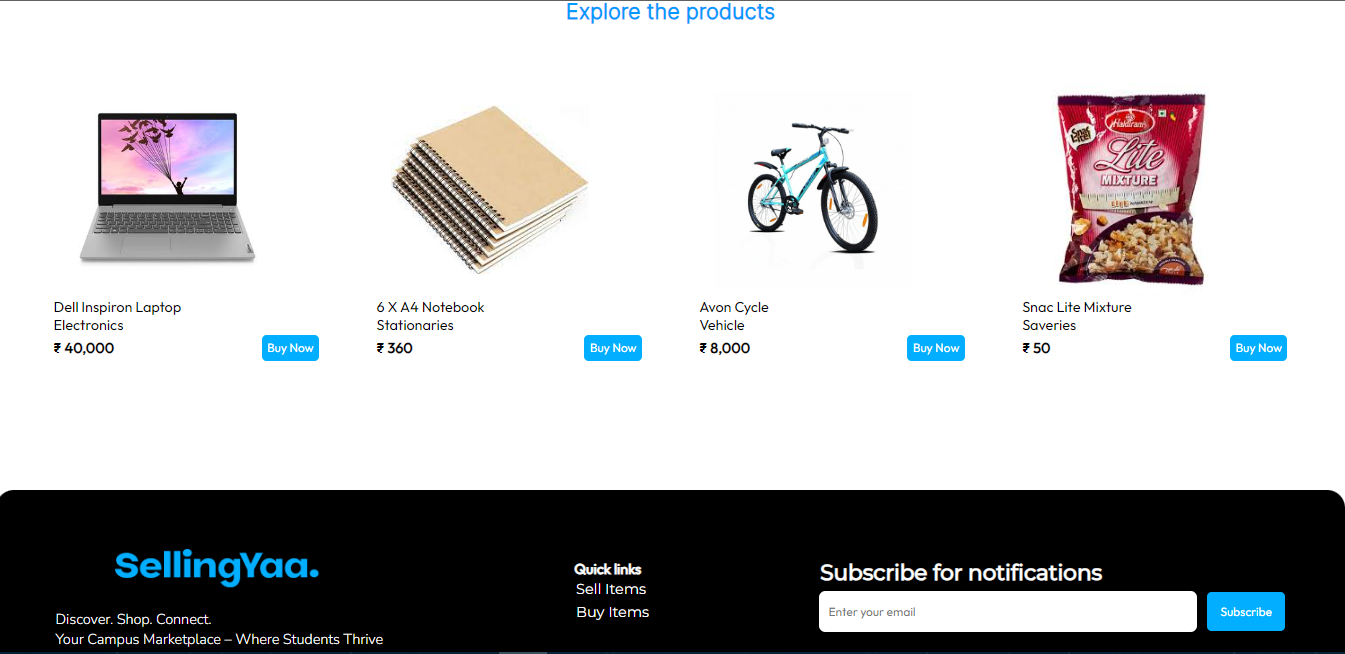 Explore the products
Haldiram's
Snac
Lite!
Lite
MIXTURE
Dell Inspiron Laptop
Electronics
₹ 40,000
Buy Now
6 X A4 Notebook
Stationaries
₹ 360
Buy Now
Avon Cycle
Vehicle
₹ 8,000
Buy Now
Snac Lite Mixture
Saveries
₹ 50
Buy Now
SellingYaa.
Discover. Shop. Connect.
Your Campus Marketplace – Where Students Thrive
Quick links
Sell Items
Buy Items
Subscribe for notifications
Enter your email
Subscribe